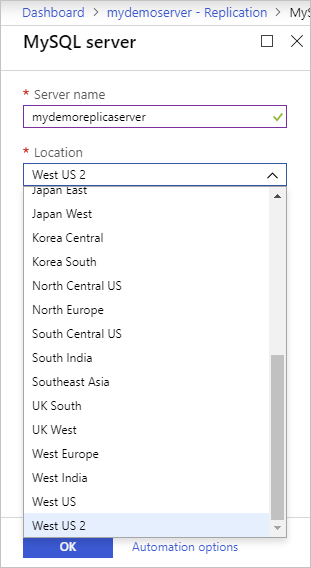 Dashboard > mydemoserver - Replication > MyS
MySQL server
* Server name
mydemoreplicaserver
* Location
West US 2
Japan East
Japan West
Korea Central
Korea South
North Central US
North Europe
South Central US
South India
Southeast Asia
UK South
UK West
West Europe
West India
West US
West US 2
OK Automation options